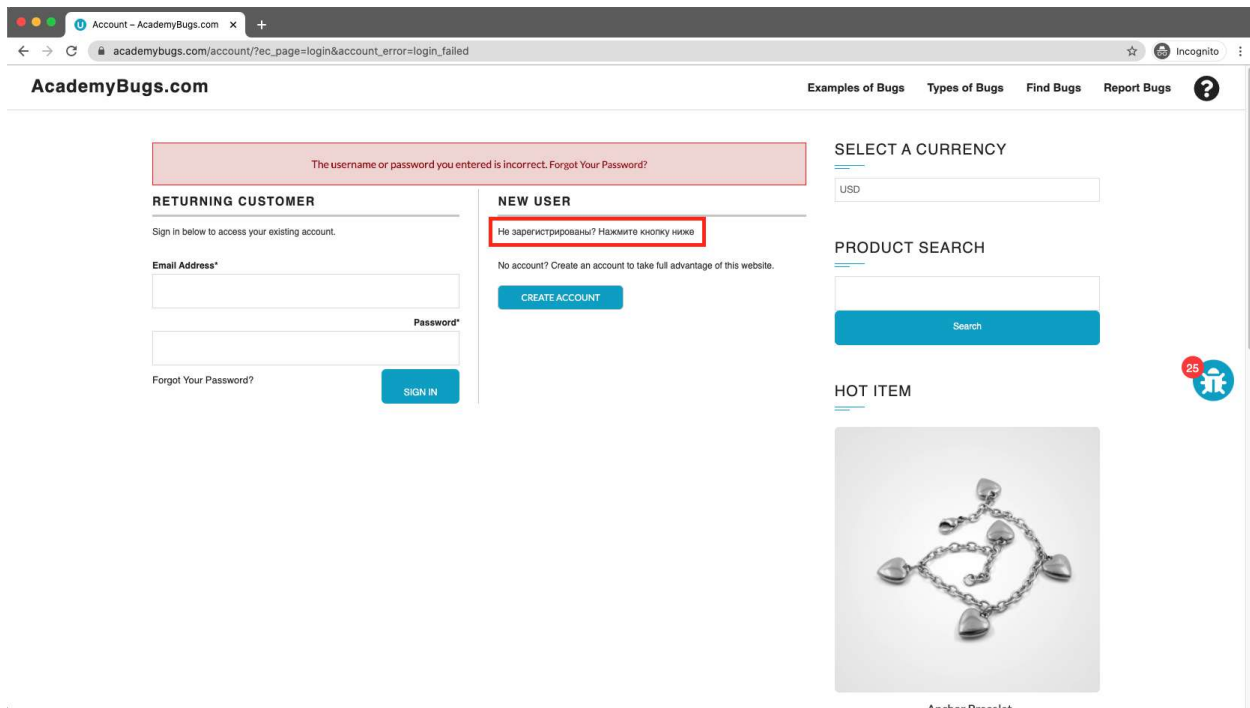 Account – AcademyBugs.com
academybugs.com/account/?ec_page=login&account_error=login_failed
Incognito
AcademyBugs.com
Examples of Bugs
Types of Bugs
Find Bugs
Report Bugs
?
The username or password you entered is incorrect. Forgot Your Password?
RETURNING CUSTOMER
Sign in below to access your existing account.
Email Address*
Password*
Forgot Your Password?
SIGN IN
NEW USER
Не зарегистрированы? Нажмите кнопку ниже
No account? Create an account to take full advantage of this website.
CREATE ACCOUNT
SELECT A CURRENCY
USD
PRODUCT SEARCH
Search
25
HOT ITEM
Anchor Bracelet